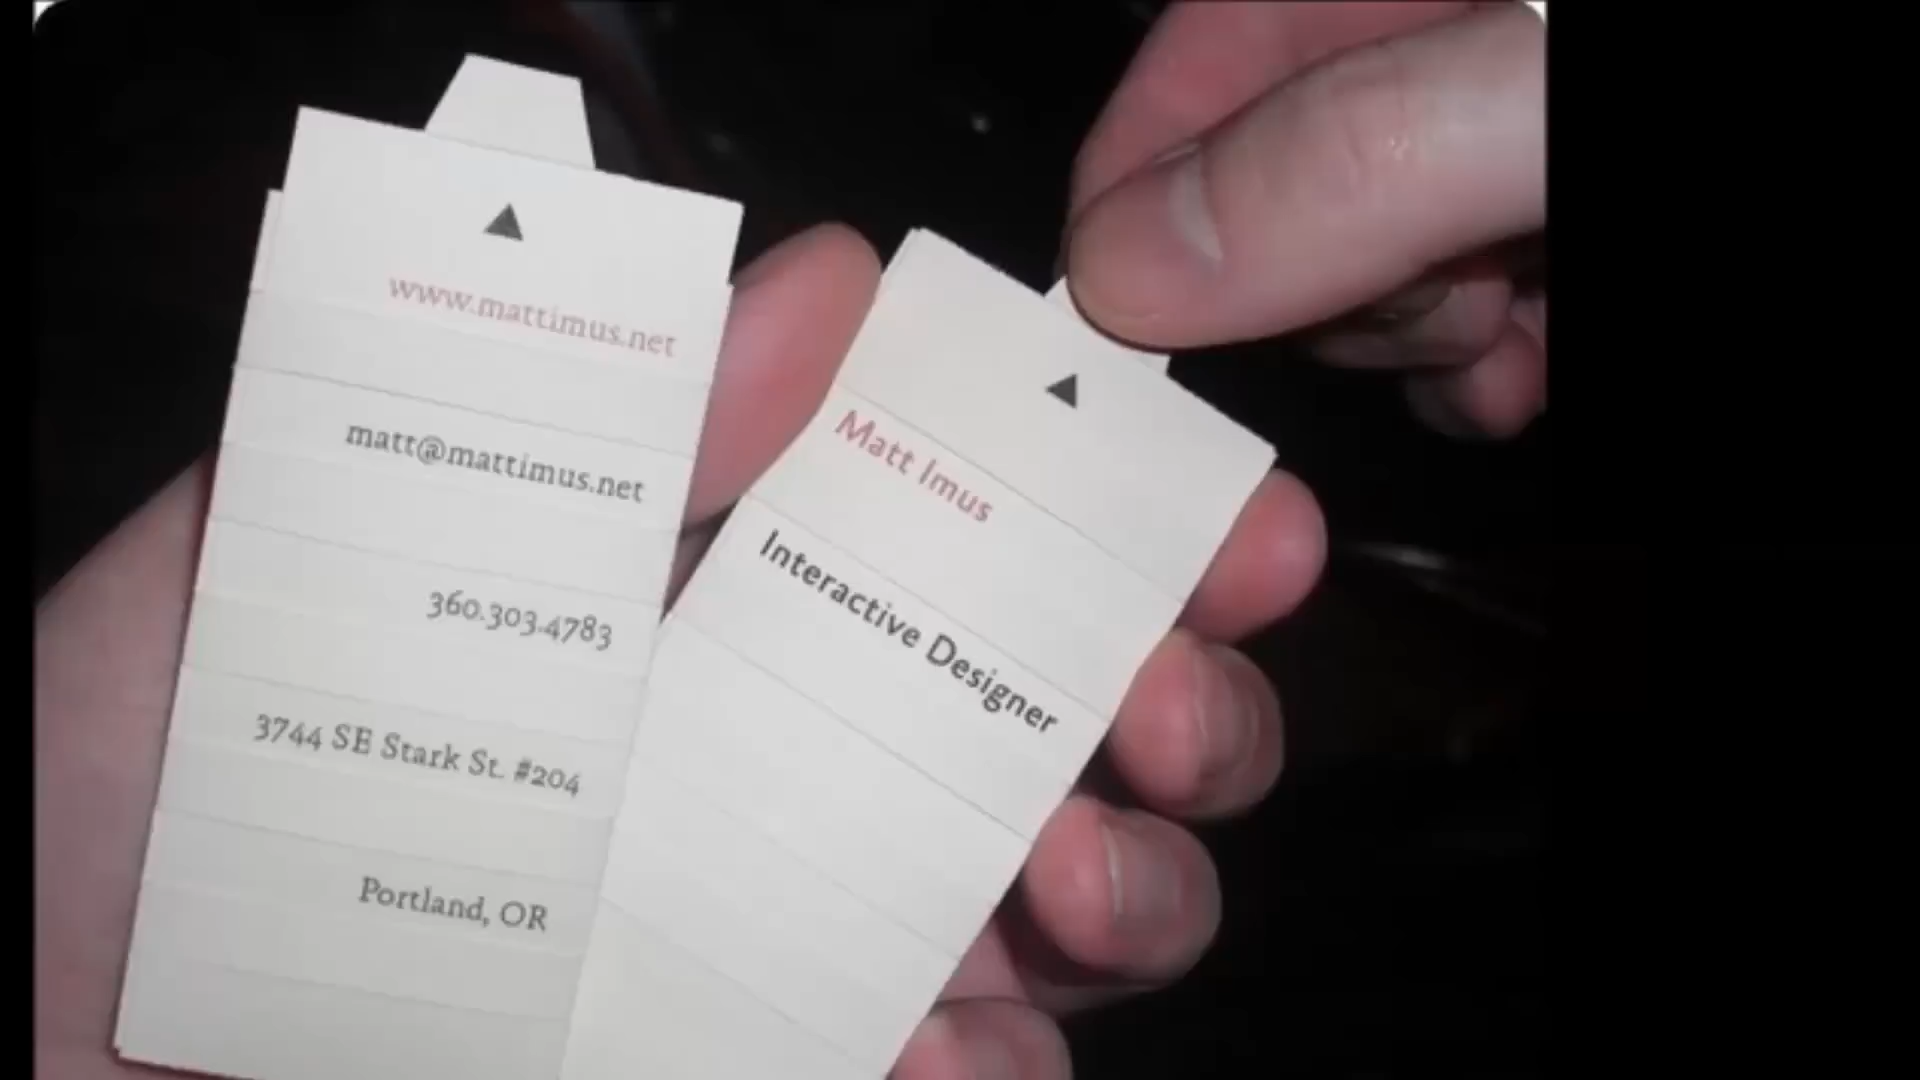 www.mattimus.net
matt@mattimus.net
360.303.4783
3744 SE Stark St. #204
Portland, OR
Matt Imus
Interactive Designer